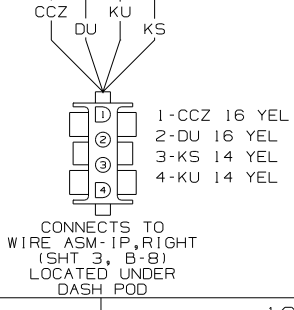 CCZ KU
DU KS
1 1-CCZ 16 YEL
2 2-DU 16 YEL
3 3-KS 14 YEL
4 4-KU 14 YEL
CONNECTS TO
WIRE ASM-IP,RIGHT
(SHT 3, B-8)
LOCATED UNDER
DASH POD